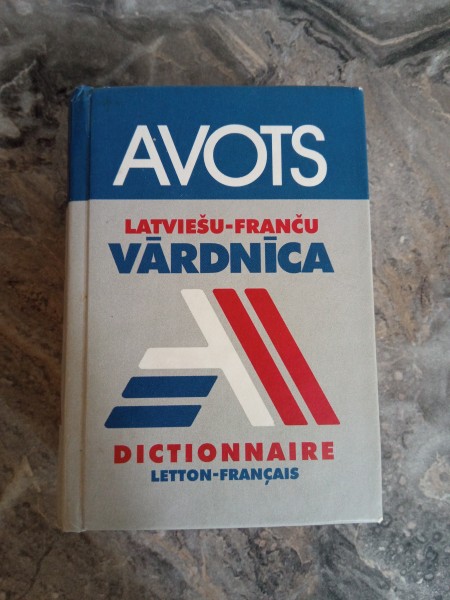 AVOTS
LATVIEŠU-FRANČU
VĀRDNĪCA
DICTIONNAIRE
LETTON-FRANÇAIS